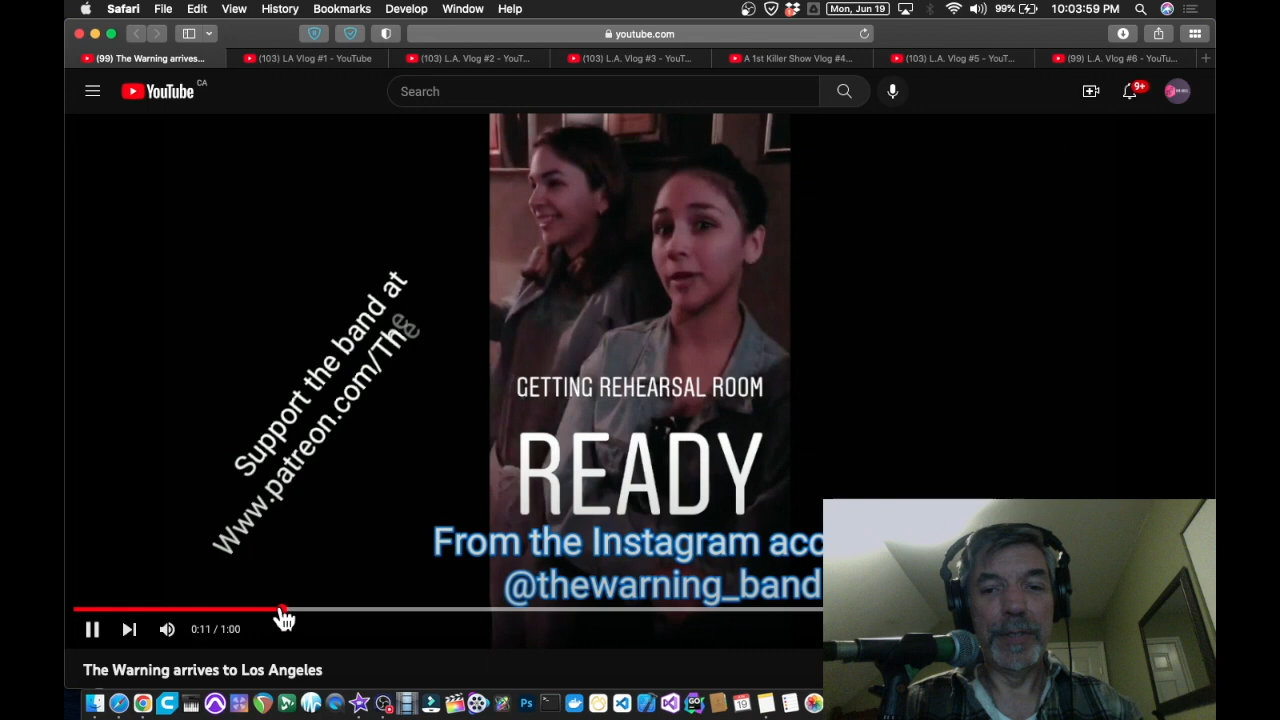 Safari File Edit View History Bookmarks Develop Window Help 99% Mon, Jun 19 10:03:59 PM
youtube.com
(99) The Warning arrives... (103) LA Vlog #1 - YouTube (103) L.A. Vlog #2 - YouT... (103) L.A. Vlog #3 - YouT... A 1st Killer Show Vlog #4... (103) L.A. Vlog #5 - YouT... (99) L.A. Vlog #6 - YouTu...
YouTube CA Search 9+
Support the band at
Www.patreon.com/The
GETTING REHEARSAL ROOM
READY
From the Instagram acc
@thewarning_band
0:11 / 1:00
The Warning arrives to Los Angeles